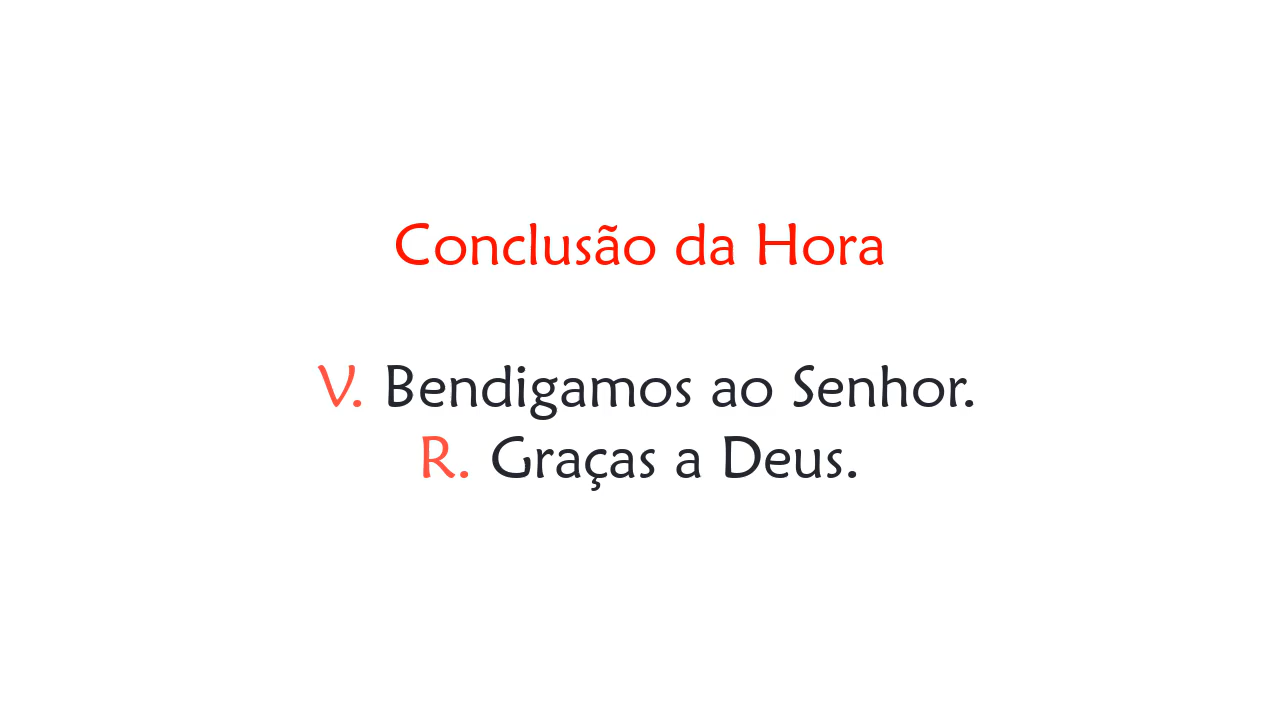 Conclusão da Hora
V. Bendigamos ao Senhor.
R. Graças a Deus.